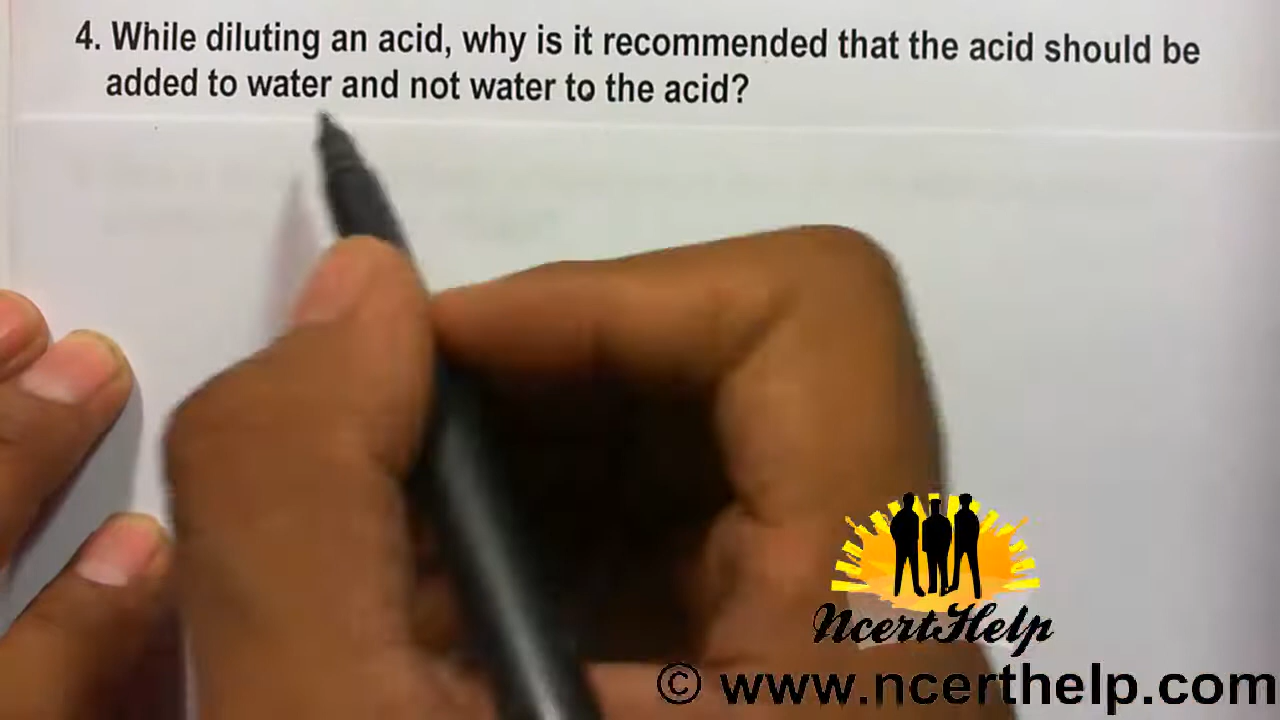 4. While diluting an acid, why is it recommended that the acid should be
added to water and not water to the acid?
NcertHelp
© www.ncerthelp.com